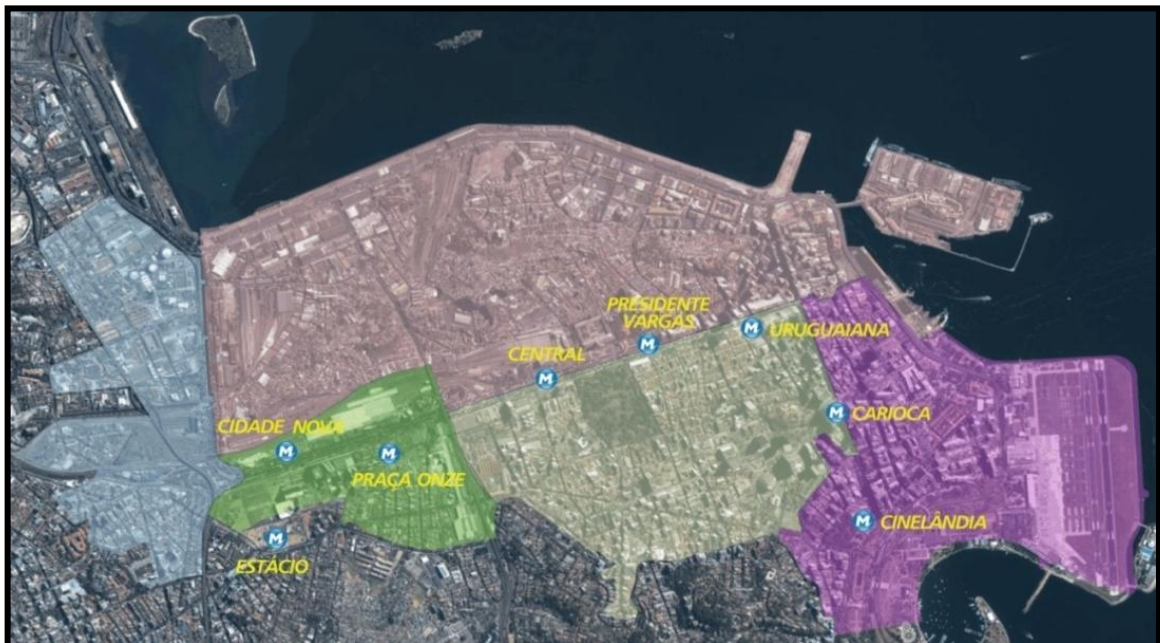 PRESIDENTE
VARGAS
M
URUGUAIANA
CENTRAL
M
M
M
CARIOCA
CIDADE NOVA
M
M
PRAÇA ONZE
M
CINELÂNDIA
M
ESTÁCIO